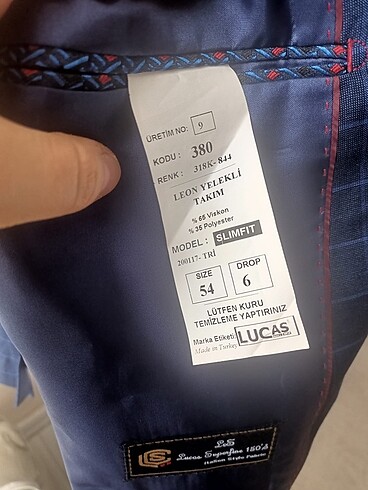 ÜRETİM NO: 9
KODU : 380
RENK : 318K- 844
LEON YELEKLİ
TAKIM
% 65 Viskon
% 35 Polyester
MODEL : SLIMFIT
200117- TRİ
SIZE DROP
54 6
LÜTFEN KURU
TEMİZLEME YAPTIRINIZ
Marka Etiketi: LUCAS
Made in Turkey
LS
Lucas Superfine 150's
Italian Style Fabric